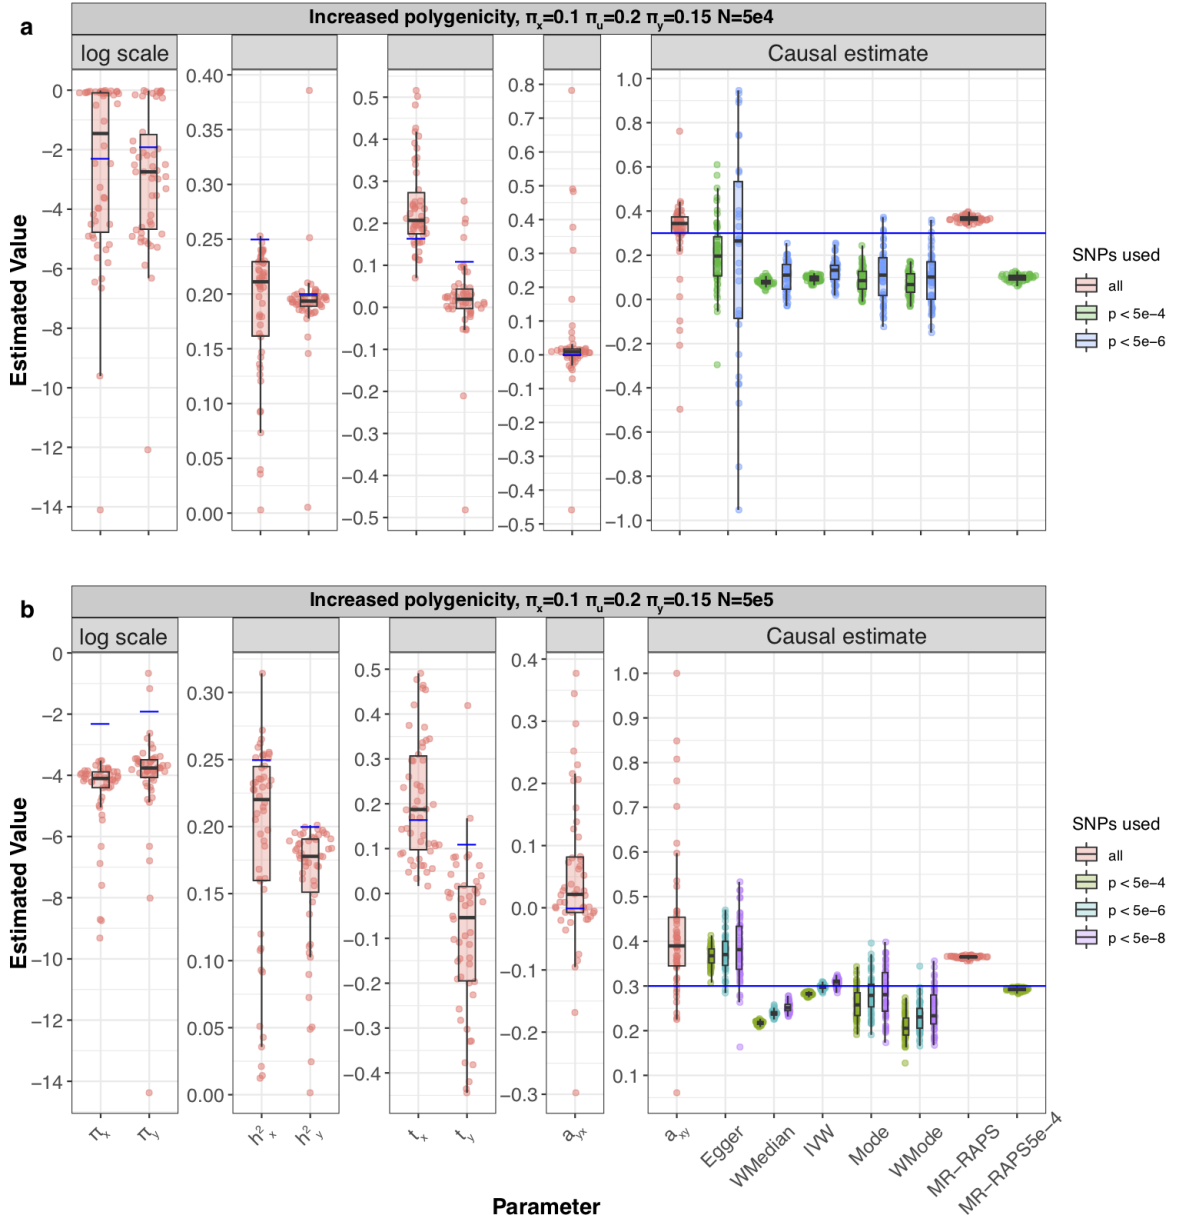 a
Increased polygenicity, πx=0.1 πu=0.2 πy=0.15 N=5e4
log scale
Causal estimate
Estimated Value
0
−2
−4
−6
−8
−10
−12
−14
0.40
0.35
0.30
0.25
0.20
0.15
0.10
0.05
0.00
0.5
0.4
0.3
0.2
0.1
0.0
−0.1
−0.2
−0.3
−0.4
−0.5
0.8
0.7
0.6
0.5
0.4
0.3
0.2
0.1
0.0
−0.1
−0.2
−0.3
−0.4
−0.5
1.0
0.8
0.6
0.4
0.2
0.0
−0.2
−0.4
−0.6
−0.8
−1.0
SNPs used
all
p < 5e−4
p < 5e−6
b
Increased polygenicity, πx=0.1 πu=0.2 πy=0.15 N=5e5
log scale
Causal estimate
Estimated Value
0
−2
−4
−6
−8
−10
−12
−14
0.30
0.25
0.20
0.15
0.10
0.05
0.00
0.5
0.4
0.3
0.2
0.1
0.0
−0.1
−0.2
−0.3
−0.4
0.4
0.3
0.2
0.1
0.0
−0.1
−0.2
−0.3
1.0
0.9
0.8
0.7
0.6
0.5
0.4
0.3
0.2
0.1
SNPs used
all
p < 5e−4
p < 5e−6
p < 5e−8
πx
πy
h²x
h²y
tx
ty
ayx
axy
Egger
WMedian
IVW
Mode
WMode
MR−RAPS
MR−RAPS5e−4
Parameter